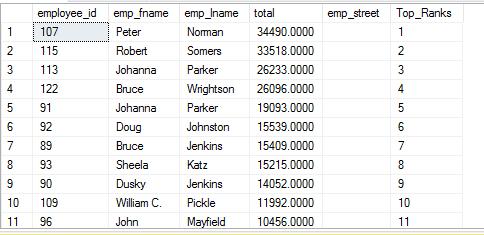 employee_id emp_fname emp_lname total emp_street Top_Ranks
1 107 Peter Norman 34490.0000 1
2 115 Robert Somers 33518.0000 2
3 113 Johanna Parker 26233.0000 3
4 122 Bruce Wrightson 26096.0000 4
5 91 Johanna Parker 19093.0000 5
6 92 Doug Johnston 15539.0000 6
7 89 Bruce Jenkins 15409.0000 7
8 93 Sheela Katz 15215.0000 8
9 90 Dusky Jenkins 14052.0000 9
10 109 William C. Pickle 11992.0000 10
11 96 John Mayfield 10456.0000 11